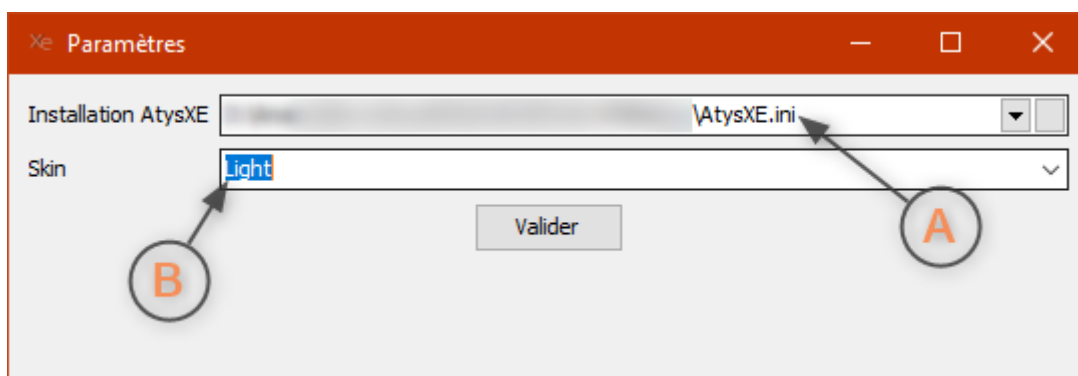 Xe Paramètres
Installation AtysXE \AtysXE.ini
Skin Light
Valider
A
B